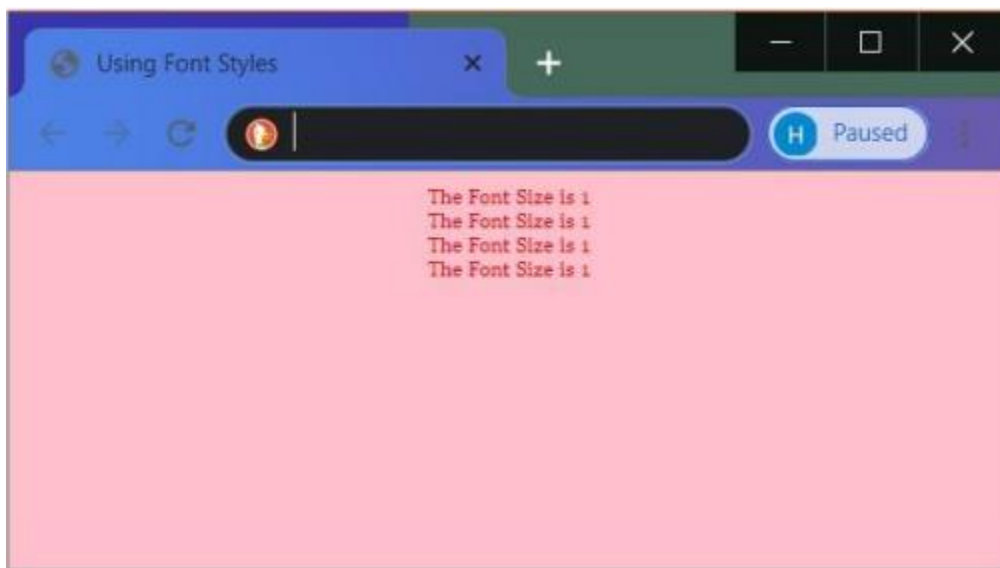 Using Font Styles
H Paused
The Font Size is 1
The Font Size is 1
The Font Size is 1
The Font Size is 1